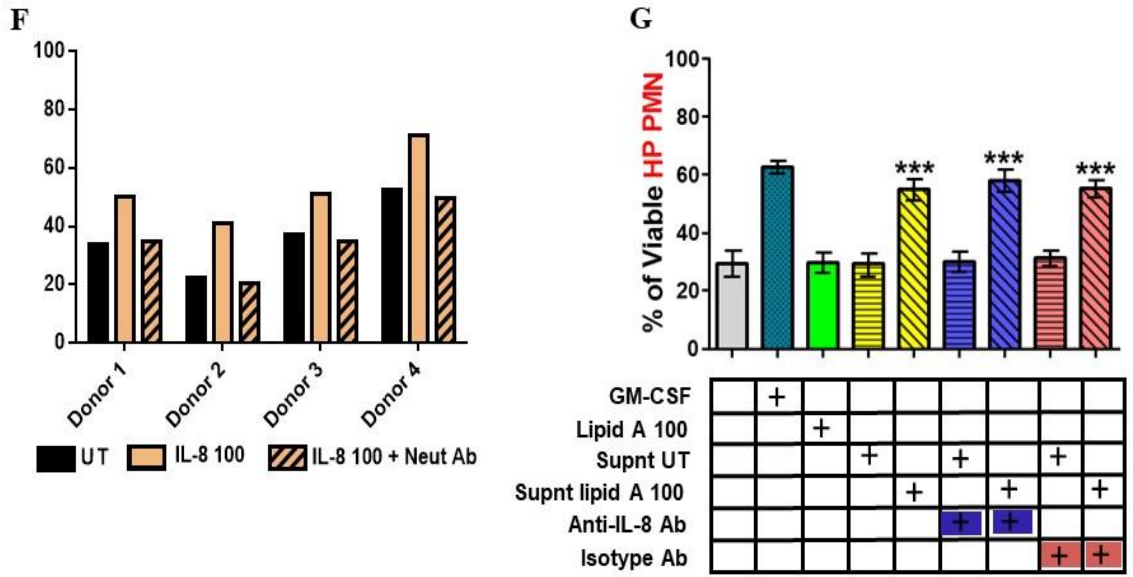 F
100
80
60
40
20
0
Donor 1
Donor 2
Donor 3
Donor 4
UT
IL-8 100
IL-8 100 + Neut Ab
G
% of Viable HP PMN
100
80
60
40
20
0
***
***
***
GM-CSF +
Lipid A 100 +
Supnt UT + + +
Supnt lipid A 100 + + +
Anti-IL-8 Ab + +
Isotype Ab + +